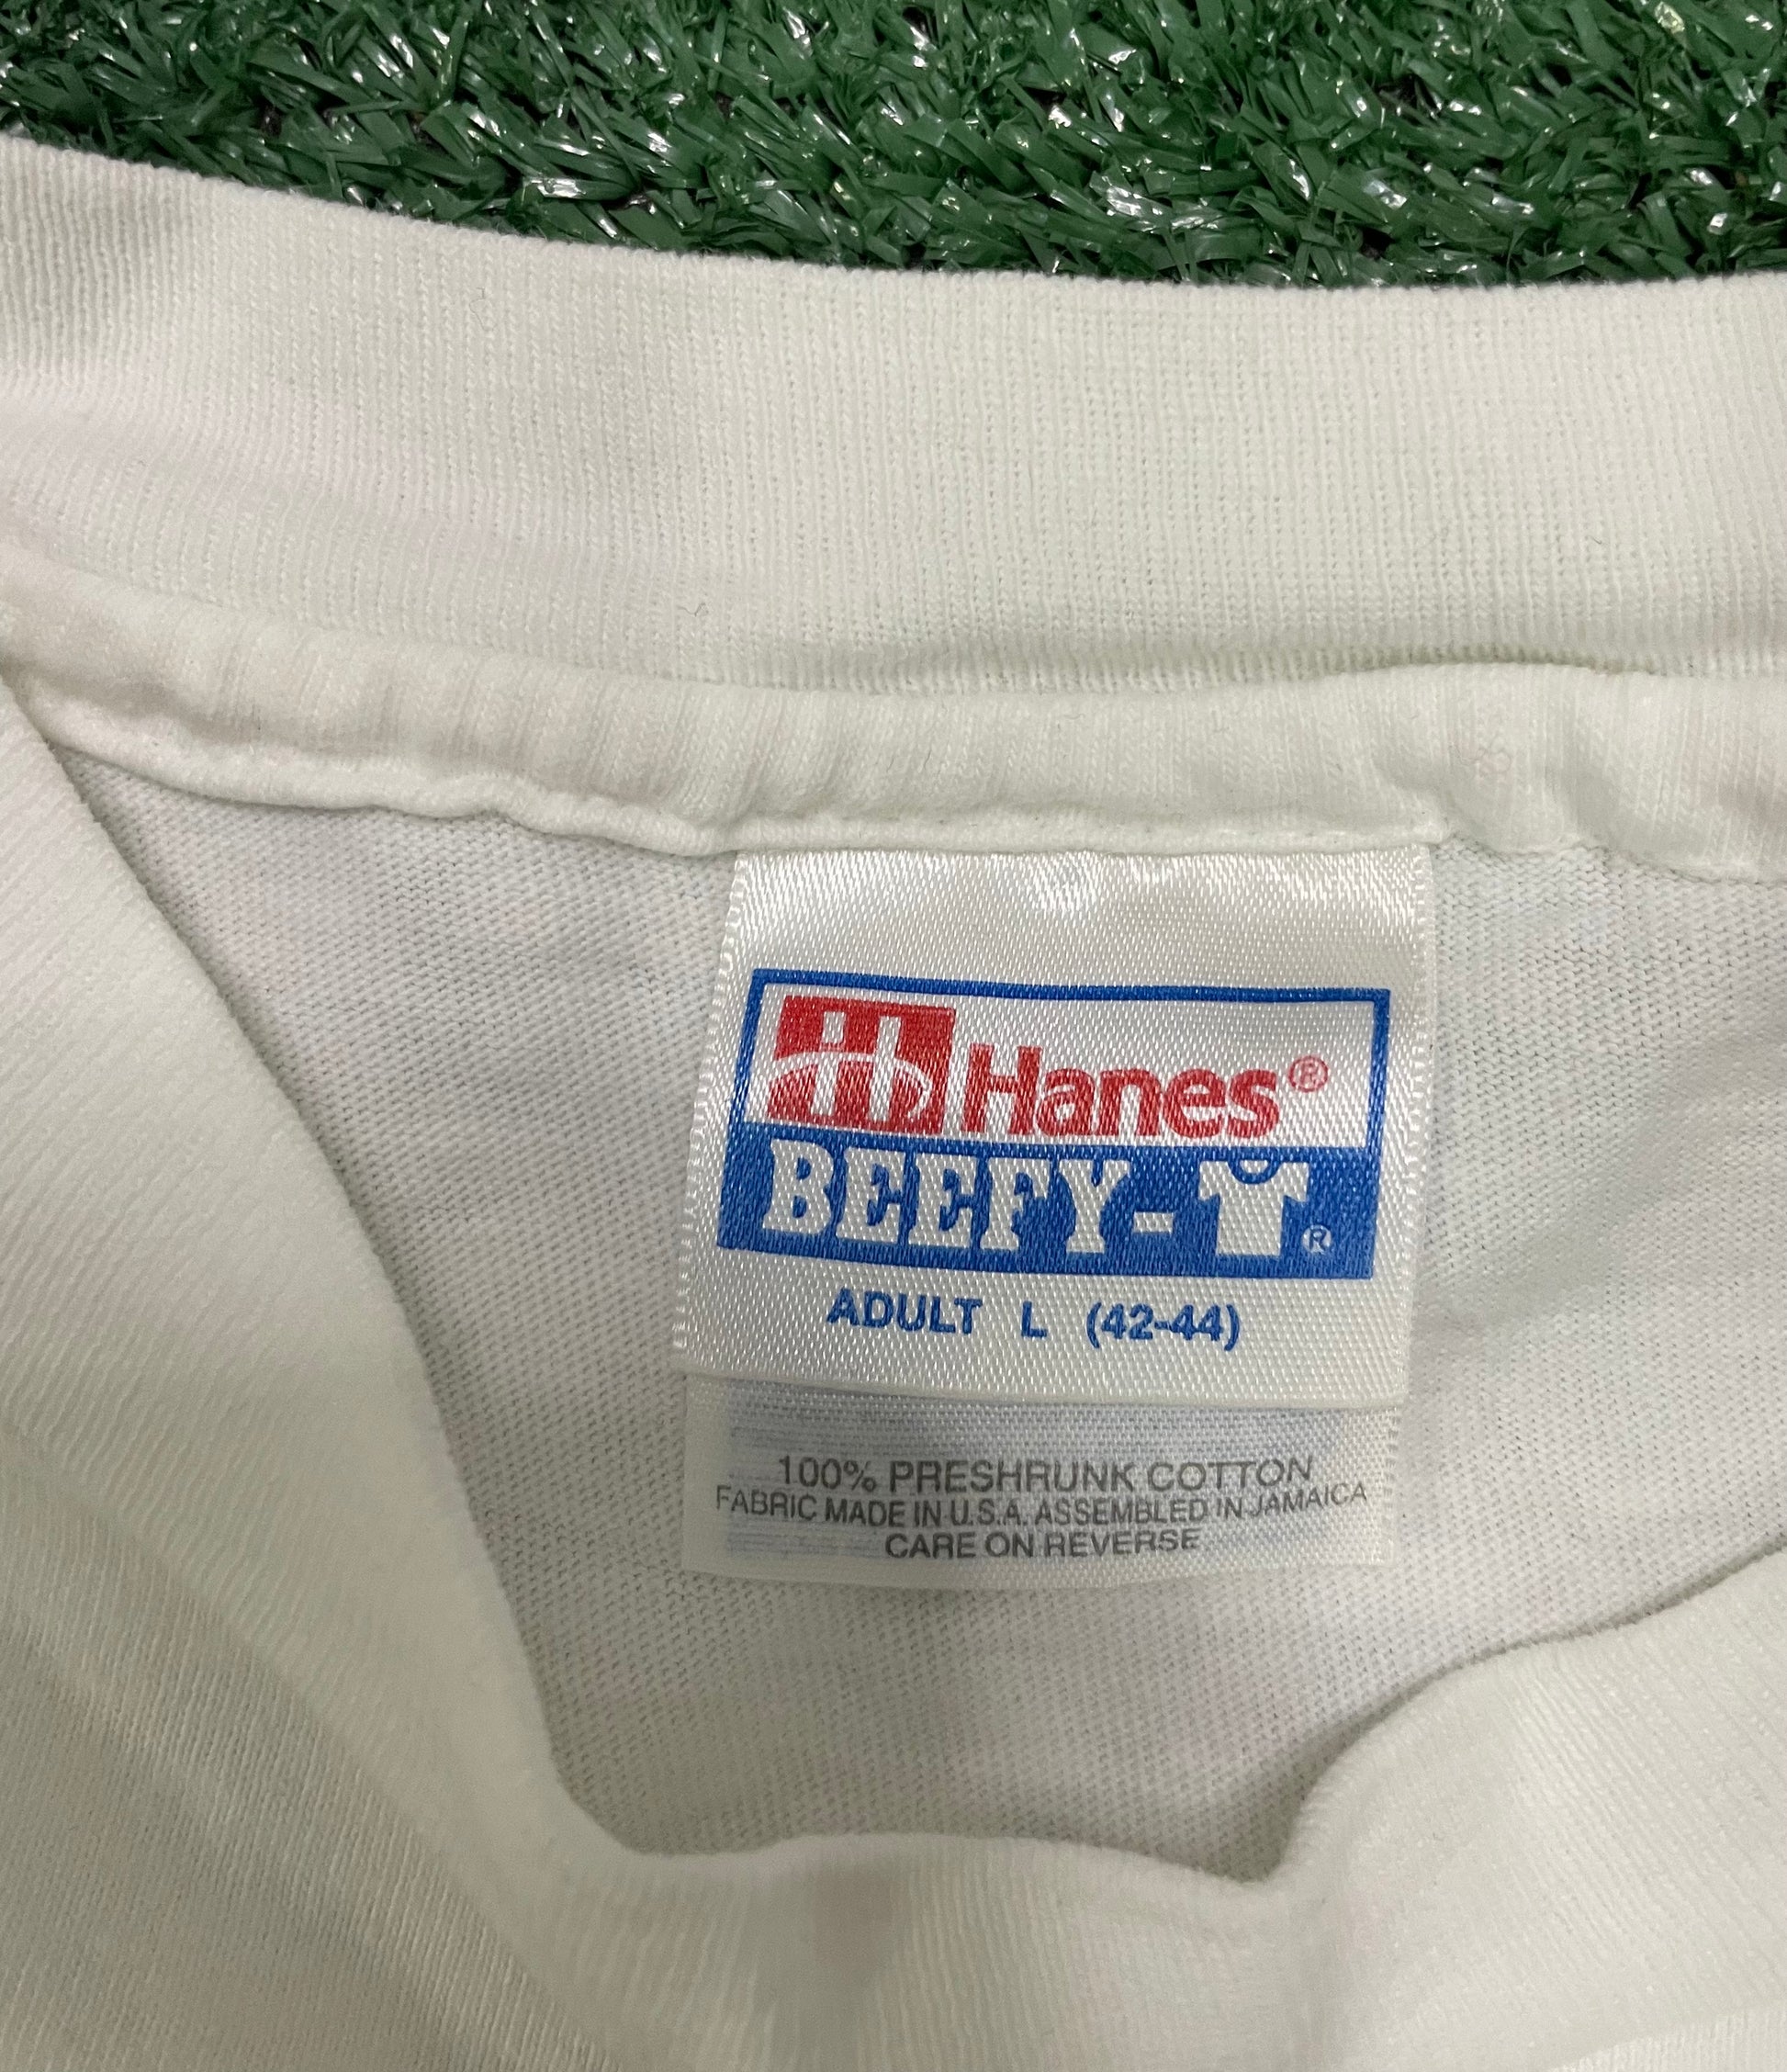 Hanes®
BEEFY-T®
ADULT L (42-44)
100% PRESHRUNK COTTON
FABRIC MADE IN U.S.A. ASSEMBLED IN JAMAICA
CARE ON REVERSE